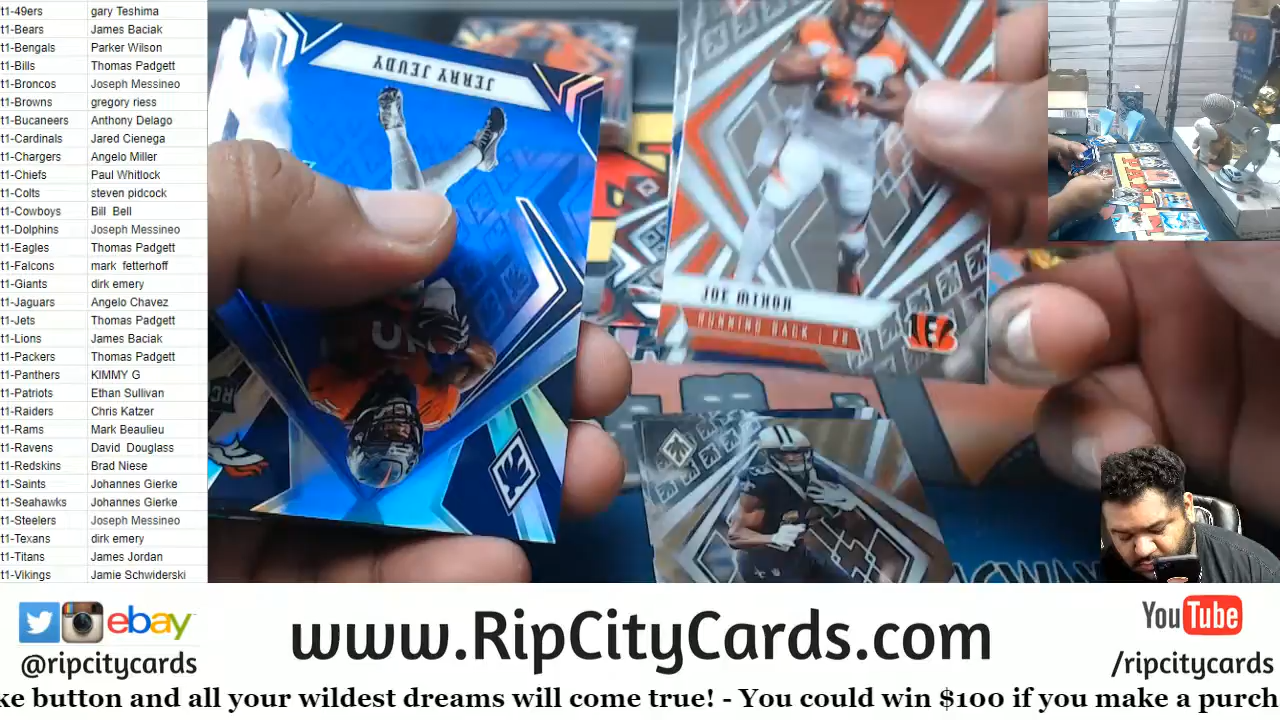 t1-49ers gary Teshima
t1-Bears James Baciak
t1-Bengals Parker Wilson
t1-Bills Thomas Padgett
t1-Broncos Joseph Messineo
t1-Browns gregory riess
t1-Bucaneers Anthony Delago
t1-Cardinals Jared Cienega
t1-Chargers Angelo Miller
t1-Chiefs Paul Whitlock
t1-Colts steven pidcock
t1-Cowboys Bill Bell
t1-Dolphins Joseph Messineo
t1-Eagles Thomas Padgett
t1-Falcons mark fetterhoff
t1-Giants dirk emery
t1-Jaguars Angelo Chavez
t1-Jets Thomas Padgett
t1-Lions James Baciak
t1-Packers Thomas Padgett
t1-Panthers KIMMY G
t1-Patriots Ethan Sullivan
t1-Raiders Chris Katzer
t1-Rams Mark Beaulieu
t1-Ravens David Douglass
t1-Redskins Brad Niese
t1-Saints Johannes Gierke
t1-Seahawks Johannes Gierke
t1-Steelers Joseph Messineo
t1-Texans dirk emery
t1-Titans James Jordan
t1-Vikings Jamie Schwiderski
JERRY JEUDY
JOE MIXON
RUNNING BACK | RB
ebay
@ripcitycards
www.RipCityCards.com
YouTube
/ripcitycards
ke button and all your wildest dreams will come true! - You could win $100 if you make a purch